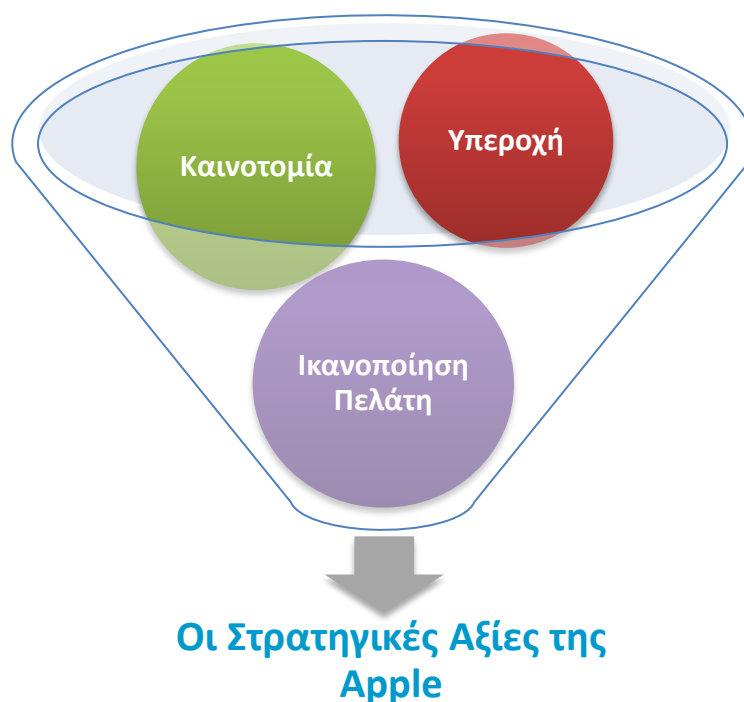 Καινοτομία
Υπεροχή
Ικανοποίηση
Πελάτη
Οι Στρατηγικές Αξίες της
Apple